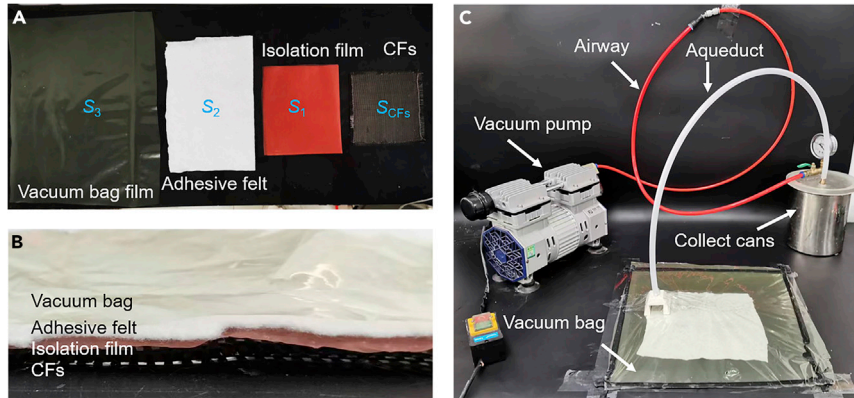 A
Isolation film
CFs
S3
S2
S1
SCFs
Vacuum bag film
Adhesive felt
B
Vacuum bag
Adhesive felt
Isolation film
CFs
C
Airway
Aqueduct
Vacuum pump
Collect cans
Vacuum bag